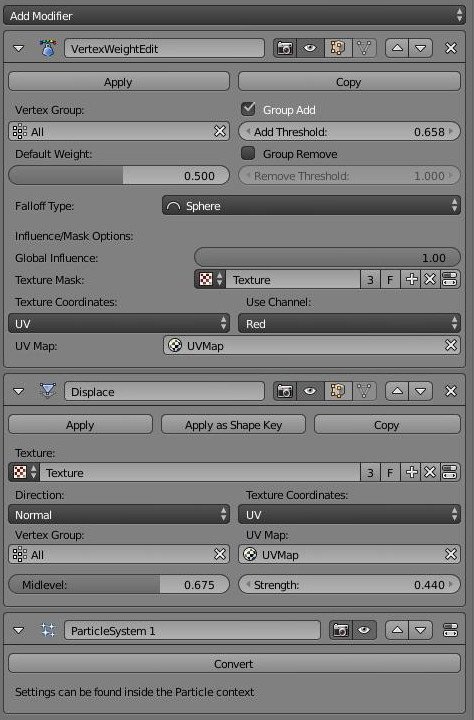 Add Modifier
VertexWeightEdit
Apply Copy
Vertex Group: Group Add
All Add Threshold: 0.658
Default Weight: Group Remove
0.500 Remove Threshold: 1.000
Falloff Type: Sphere
Influence/Mask Options:
Global Influence: 1.00
Texture Mask: Texture 3 F
Texture Coordinates: Use Channel:
UV Red
UV Map: UVMap
Displace
Apply Apply as Shape Key Copy
Texture:
Texture 3 F
Direction: Texture Coordinates:
Normal UV
Vertex Group: UV Map:
All UVMap
Midlevel: 0.675 Strength: 0.440
ParticleSystem 1
Convert
Settings can be found inside the Particle context